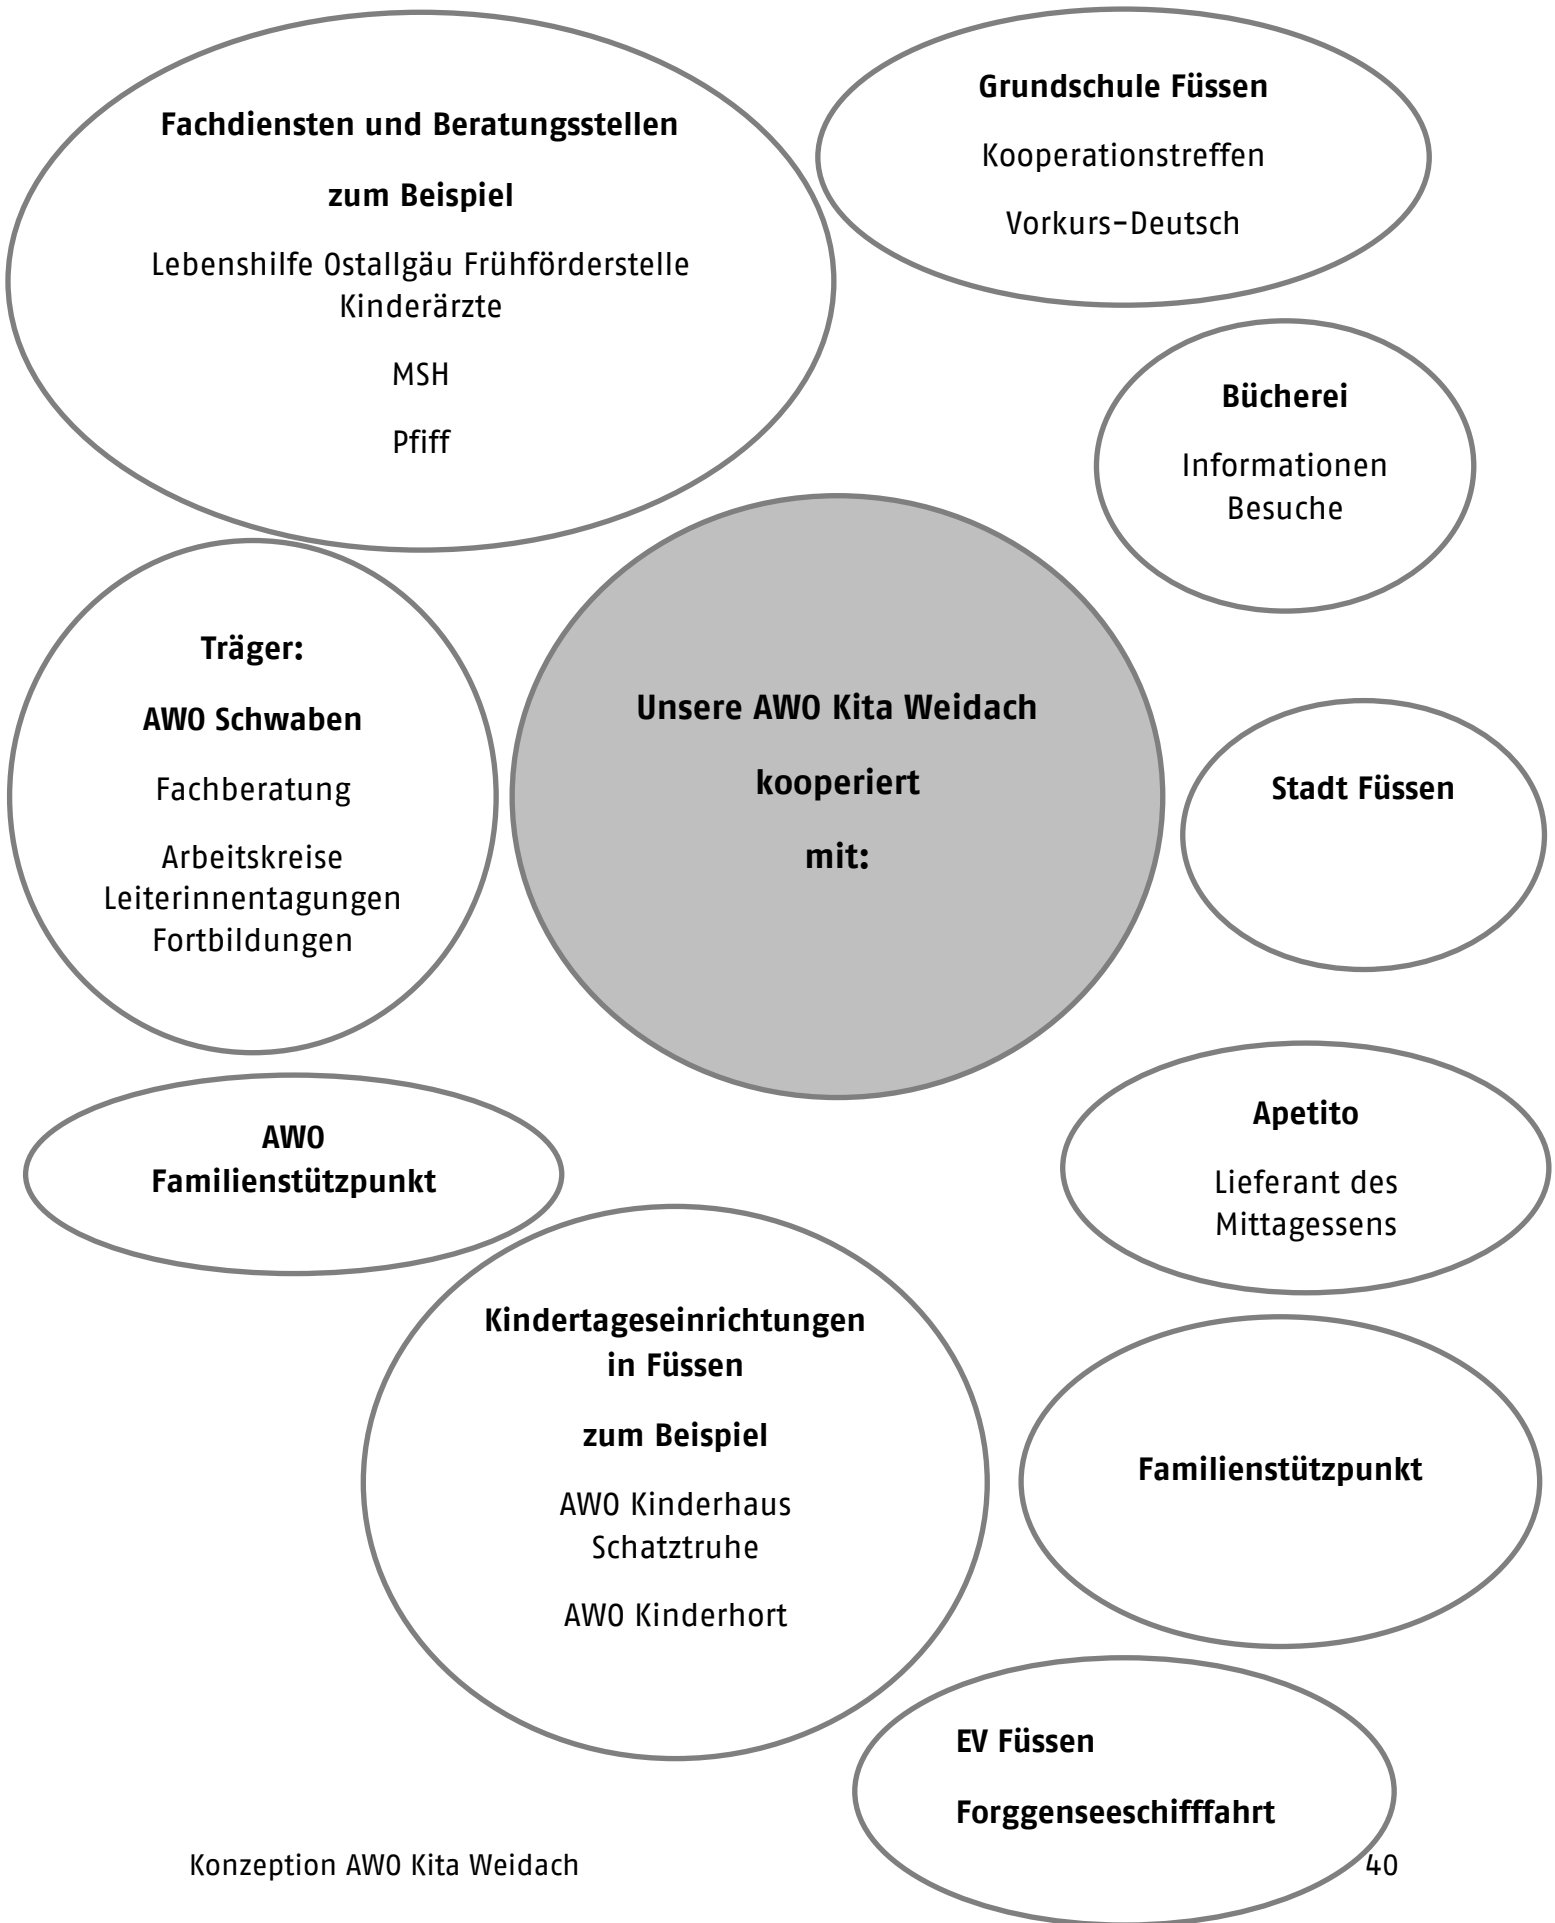 Fachdiensten und Beratungsstellen
zum Beispiel
Lebenshilfe Ostallgäu Frühförderstelle
Kinderärzte
MSH
Pfiff
Grundschule Füssen
Kooperationstreffen
Vorkurs-Deutsch
Bücherei
Informationen
Besuche
Träger:
AWO Schwaben
Fachberatung
Arbeitskreise
Leiterinnentagungen
Fortbildungen
Unsere AWO Kita Weidach
kooperiert
mit:
Stadt Füssen
AWO
Familienstützpunkt
Apetito
Lieferant des
Mittagessens
Kindertageseinrichtungen
in Füssen
zum Beispiel
AWO Kinderhaus
Schatztruhe
AWO Kinderhort
Familienstützpunkt
EV Füssen
Forggenseeschifffahrt
Konzeption AWO Kita Weidach
40